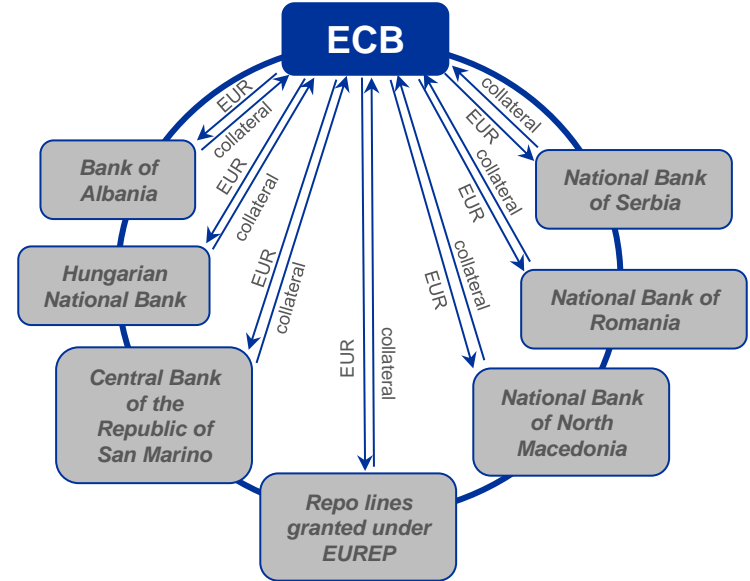 ECB
EUR
collateral
EUR
collateral
EUR
collateral
EUR
collateral
EUR
collateral
EUR
collateral
EUR
collateral
Bank of
Albania
Hungarian
National Bank
Central Bank
of the
Republic of
San Marino
Repo lines
granted under
EUREP
National Bank
of North
Macedonia
National Bank of
Romania
National Bank
of Serbia